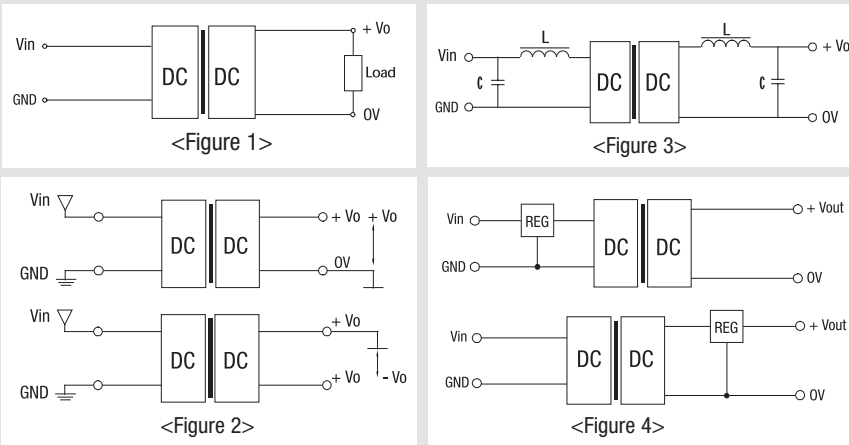 Vin
DC DC
+ Vo
Load
GND
0V
<Figure 1>
L
L
Vin
C
DC DC
C
+ Vo
GND
0V
<Figure 3>
Vin
+ Vo + Vo
DC DC
GND
0V
Vin
+ Vo
DC DC
GND
+ Vo
- Vo
<Figure 2>
Vin
REG
+ Vout
DC DC
GND
0V
Vin
REG
+ Vout
DC DC
GND
0V
<Figure 4>